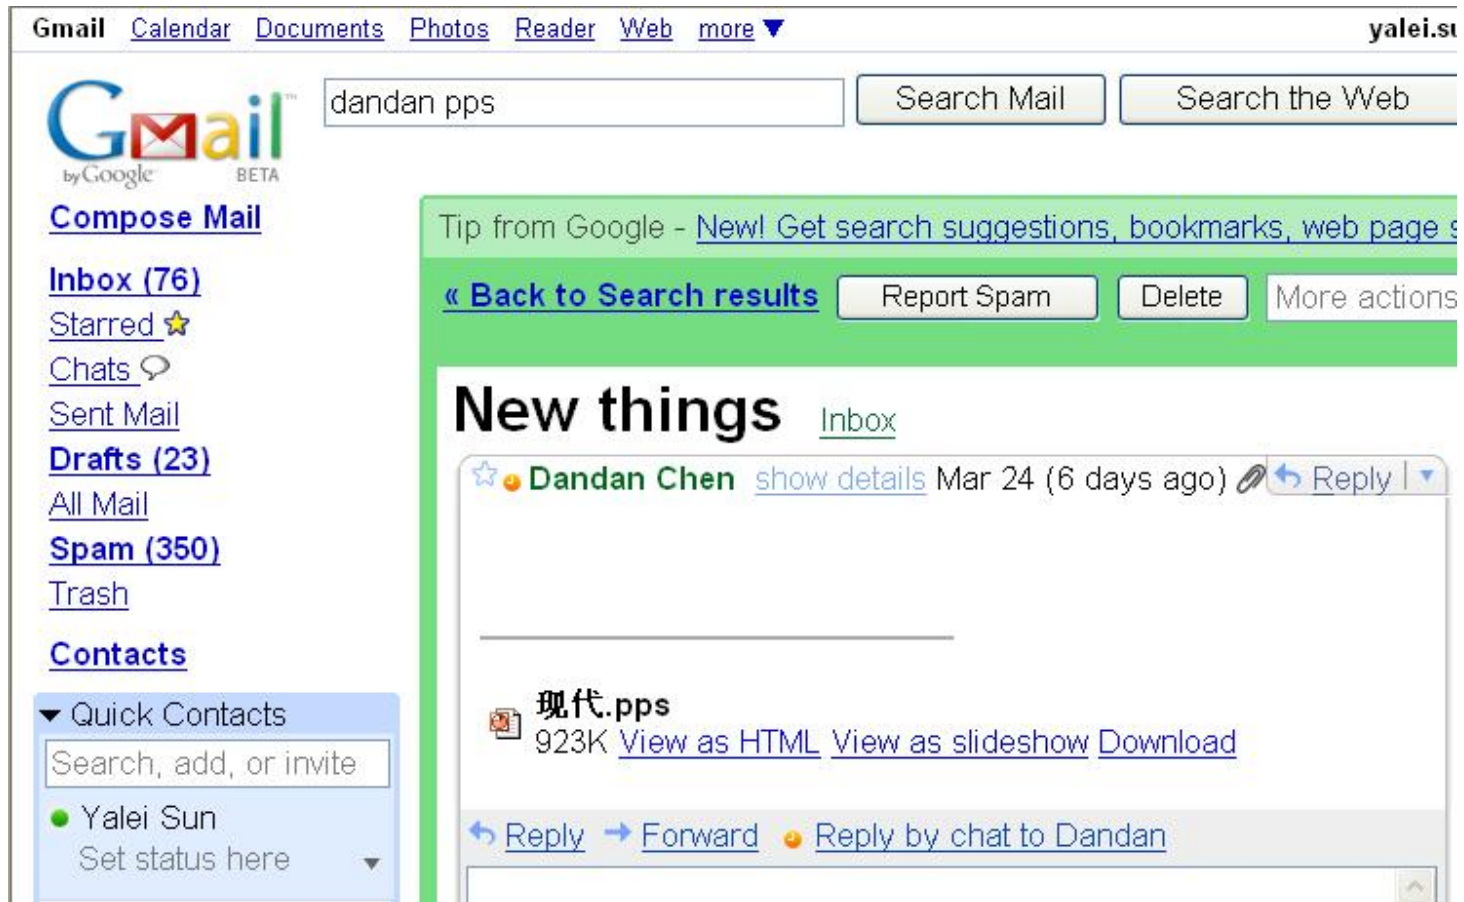 Gmail Calendar Documents Photos Reader Web more yalei.su
Gmail
by Google BETA
dandan pps Search Mail Search the Web
Compose Mail
Inbox (76)
Starred
Chats
Sent Mail
Drafts (23)
All Mail
Spam (350)
Trash
Contacts
Quick Contacts
Search, add, or invite
Yalei Sun
Set status here
Tip from Google - New! Get search suggestions, bookmarks, web page s
« Back to Search results Report Spam Delete More actions
New things Inbox
Dandan Chen show details Mar 24 (6 days ago) Reply
现代.pps
923K View as HTML View as slideshow Download
Reply Forward Reply by chat to Dandan